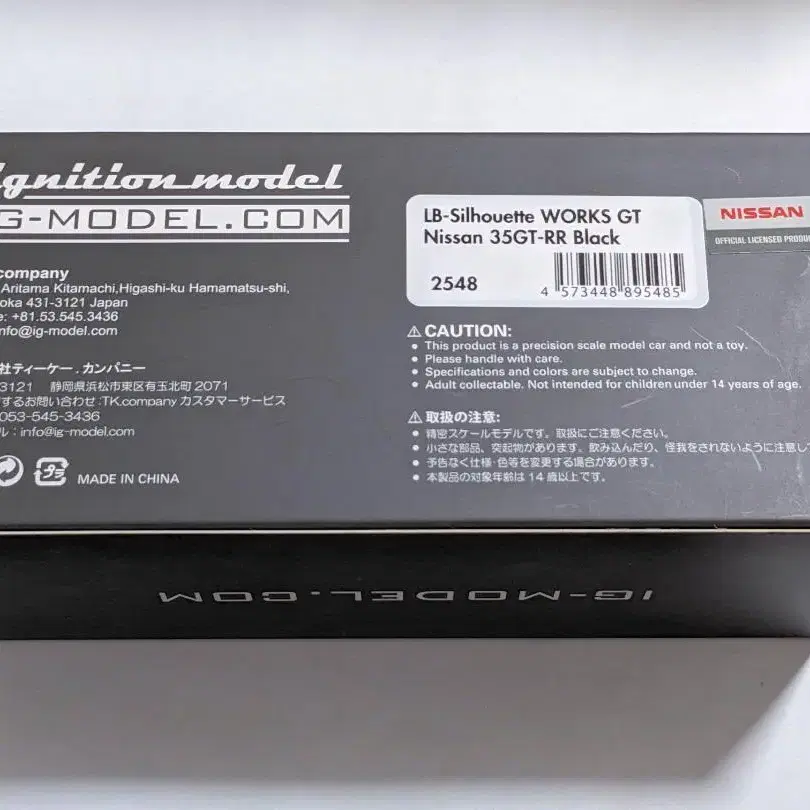 ignition model
IG-MODEL.COM
company
Aritama Kitamachi,Higashi-ku Hamamatsu-shi,
oka 431-3121 Japan
: +81.53.545.3436
info@ig-model.com
社ティーケー．カンパニー
3121 静岡県浜松市東区有玉北町2071
するお問い合わせ:TK.company カスタマーサービス
053-545-3436
ル：info@ig-model.com
プラ
MADE IN CHINA
LB-Silhouette WORKS GT
Nissan 35GT-RR Black
2548
4 573448 895485
NISSAN
OFFICIAL LICENSED PRODU
⚠ CAUTION:
• This product is a precision scale model car and not a toy.
• Please handle with care.
• Specifications and colors are subject to change.
• Adult collectable. Not intended for children under 14 years of age.
⚠ 取扱の注意:
• 精密スケールモデルです。取扱にご注意ください。
• 小さな部品、突起物があります。飲み込んだり、怪我をされないように注意し
• 予告なく仕様・色等を変更する場合があります。
• 本製品の対象年齢は14歳以上です。
IG-MODEL.COM